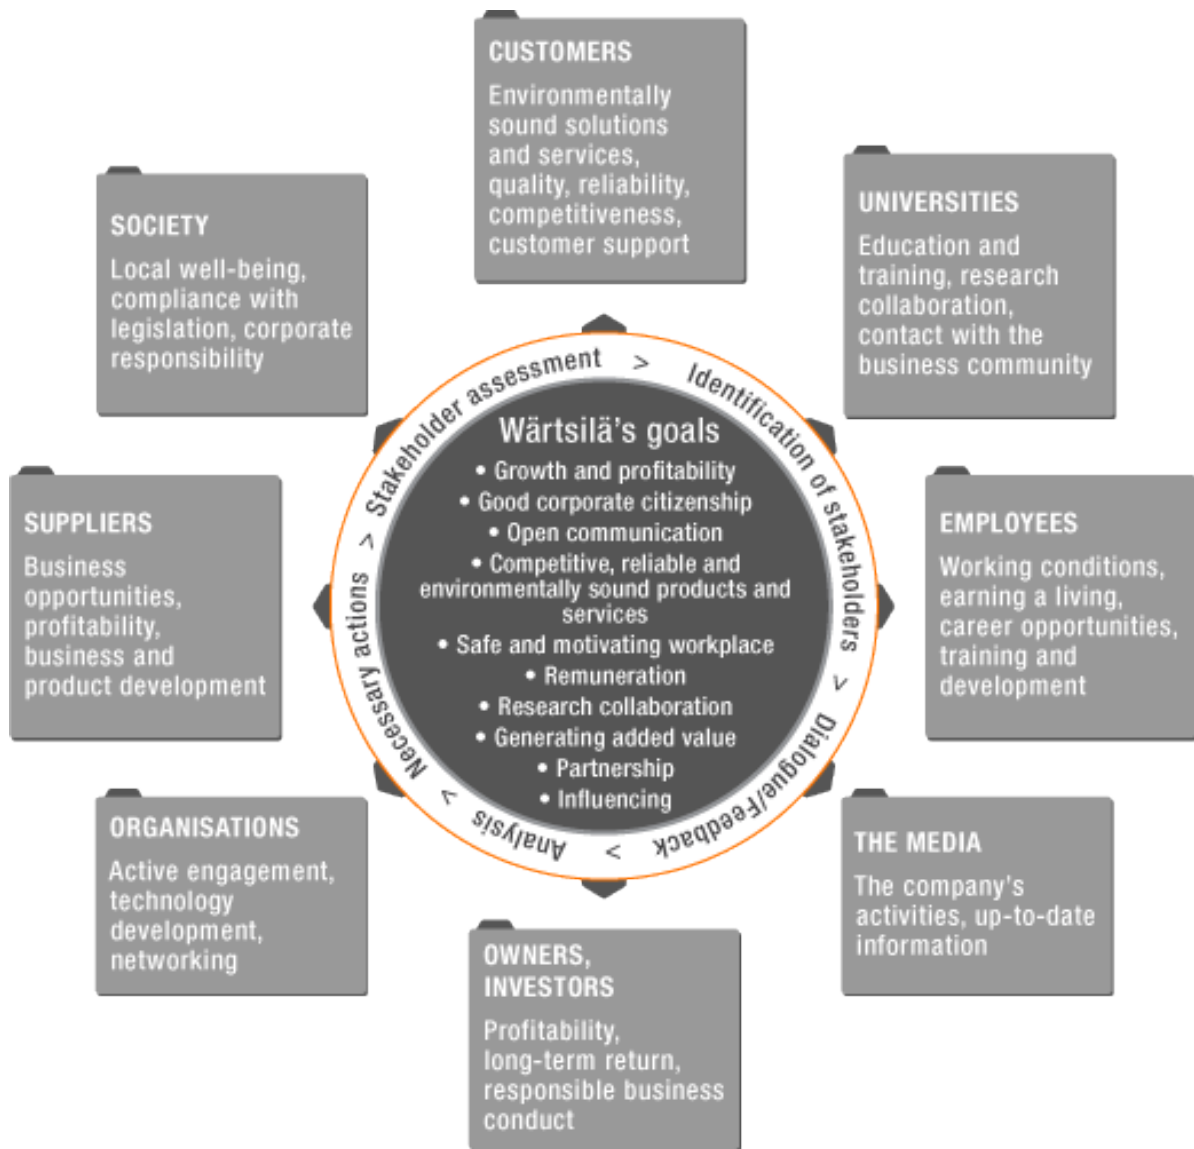 CUSTOMERS
Environmentally
sound solutions
and services,
quality, reliability,
competitiveness,
customer support
UNIVERSITIES
Education and
training, research
collaboration,
contact with the
business community
EMPLOYEES
Working conditions,
earning a living,
career opportunities,
training and
development
THE MEDIA
The company's
activities, up-to-date
information
OWNERS,
INVESTORS
Profitability,
long-term return,
responsible business
conduct
ORGANISATIONS
Active engagement,
technology
development,
networking
SUPPLIERS
Business
opportunities,
profitability,
business and
product development
SOCIETY
Local well-being,
compliance with
legislation, corporate
responsibility
Stakeholder assessment > Identification of stakeholders > Dialogue/Feedback > Analysis > Necessary actions >
Wärtsilä's goals
• Growth and profitability
• Good corporate citizenship
• Open communication
• Competitive, reliable and
environmentally sound products and
services
• Safe and motivating workplace
• Remuneration
• Research collaboration
• Generating added value
• Partnership
• Influencing